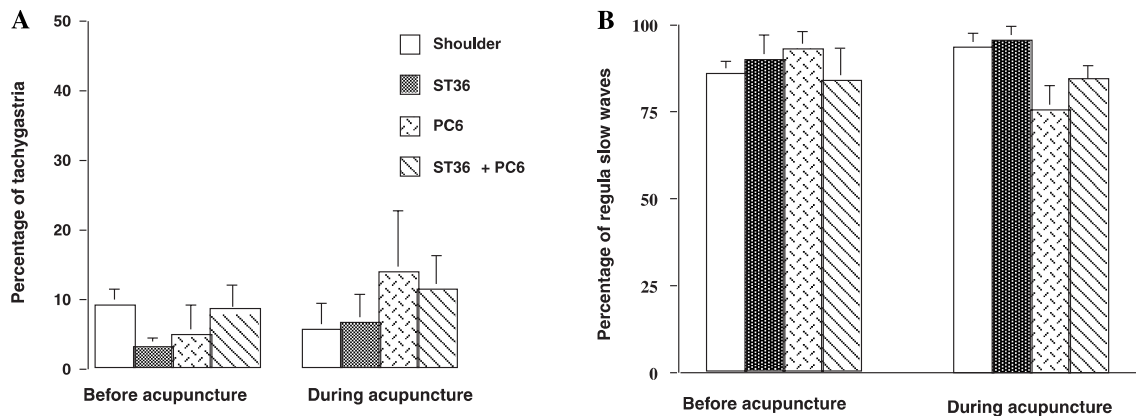 A
Percentage of tachygastria
50
40
30
20
10
0
Shoulder
ST36
PC6
ST36 + PC6
Before acupuncture
During acupuncture
B
Percentage of regula slow waves
100
75
50
25
0
Before acupuncture
During acupuncture